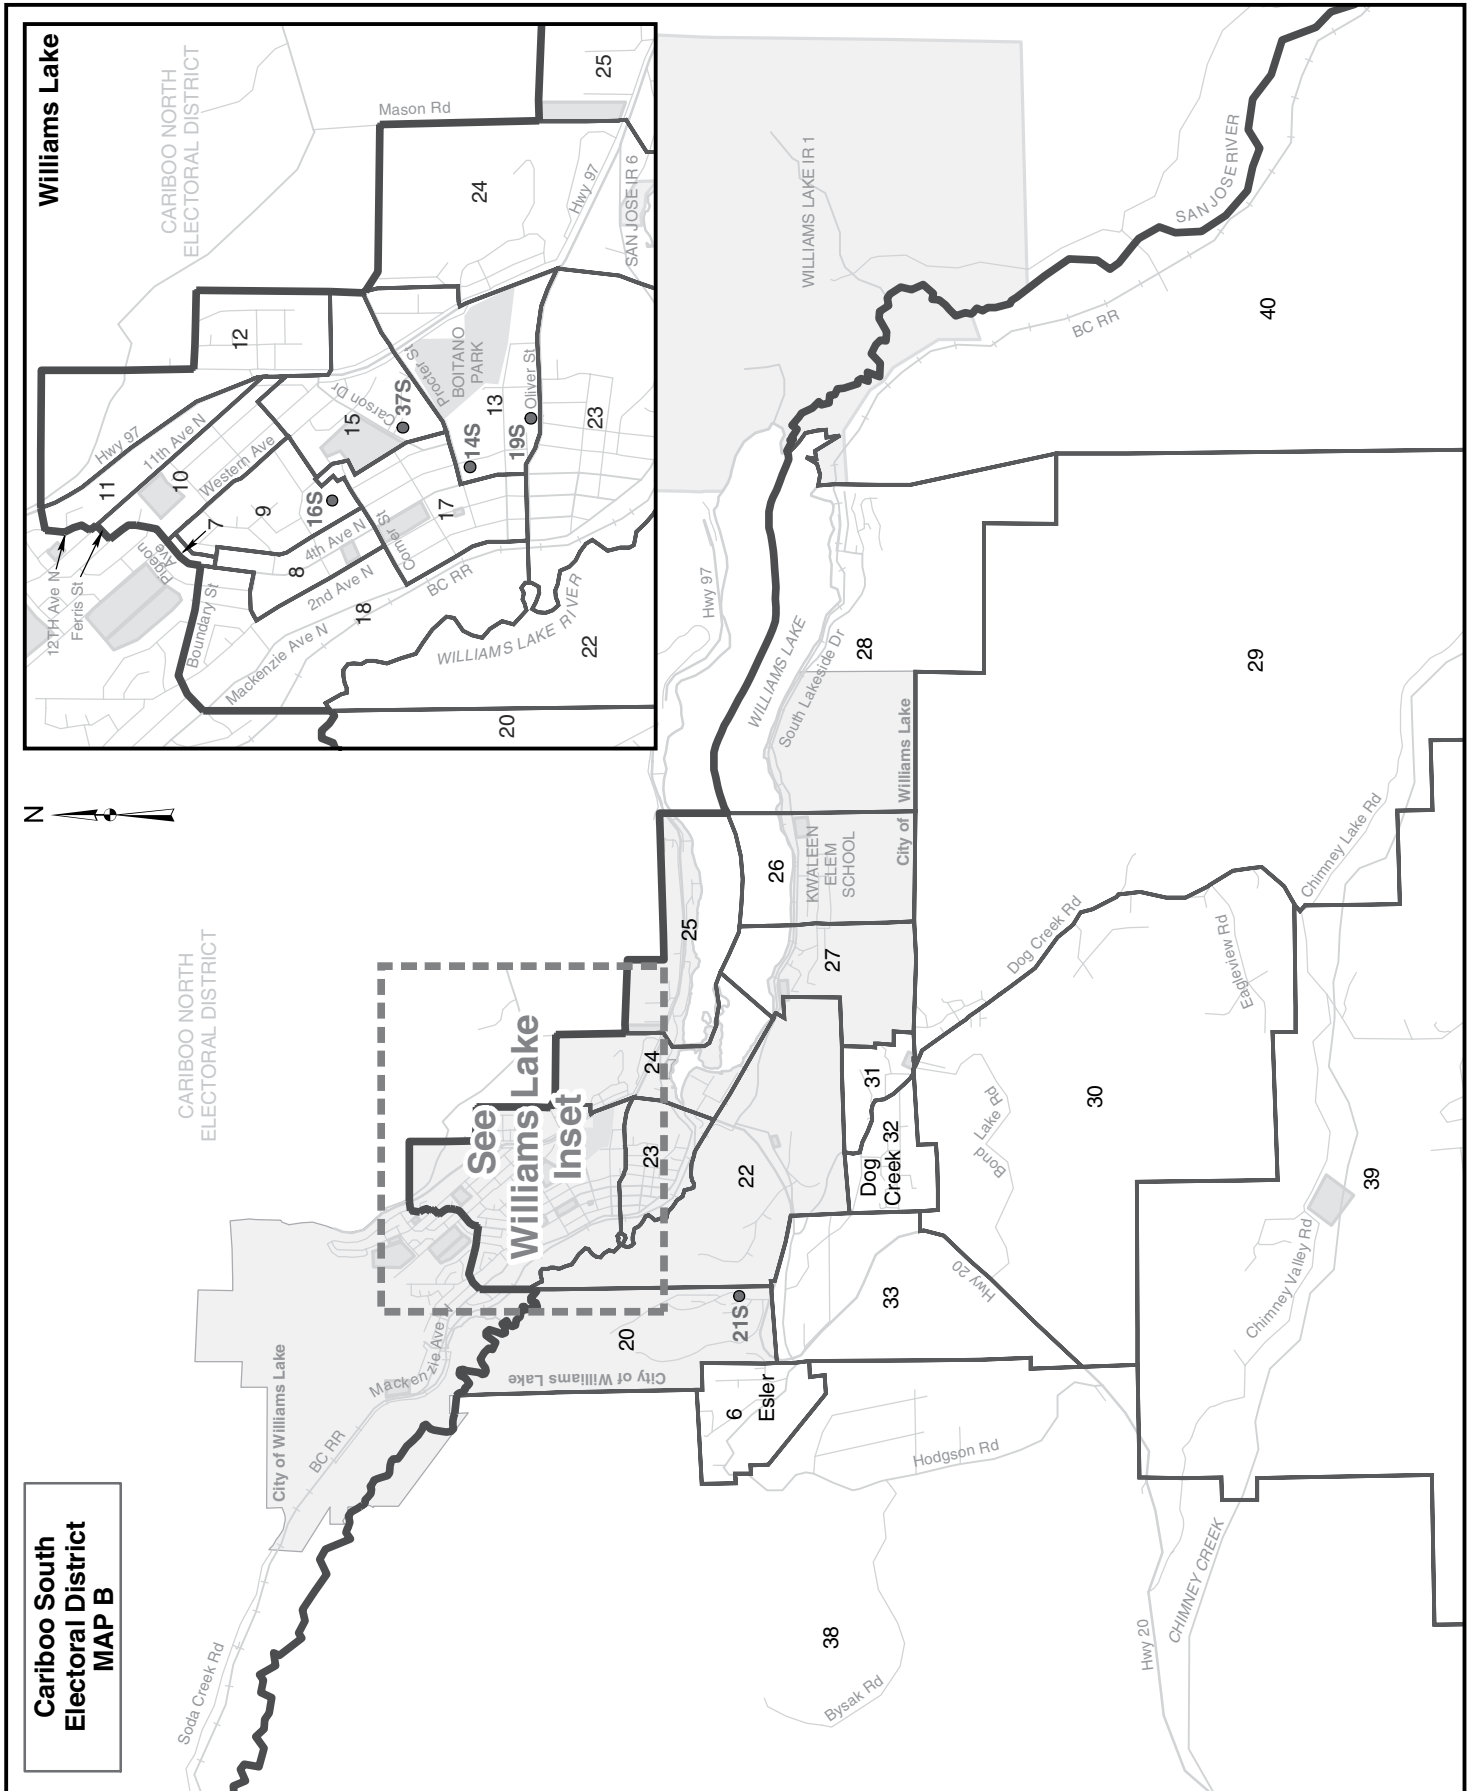 Cariboo South
Electoral District
MAP B
N
Williams Lake
CARIBOO NORTH
ELECTORAL DISTRICT
Mason Rd
25
24
Hwy 97
SAN JOSE IR 6
12
Hwy 97
11th Ave N
Western Ave
11
10
9
7
8
12TH Ave N
Ferris St
Pigeon
Ave
Boundary St
Mackenzie Ave N
2nd Ave N
4th Ave N
16S
15
Carson Dr
37S
Procter St
BOITANO
PARK
13
Oliver St
14S
19S
17
Comer St
BC RR
18
23
WILLIAMS LAKE RIVER
22
20
CARIBOO NORTH
ELECTORAL DISTRICT
See
Williams Lake
Inset
City of Williams Lake
Mackenzie Ave N
BC RR
Soda Creek Rd
City of Williams Lake
20
21S
22
23
24
25
26
27
28
29
30
31
Dog
Creek 32
33
6
Esler
38
39
40
KWALEEN
ELEM
SCHOOL
City of Williams Lake
WILLIAMS LAKE
South Lakeside Dr
Hwy 97
WILLIAMS LAKE IR 1
SAN JOSE RIVER
BC RR
Dog Creek Rd
Eagleview Rd
Chimney Lake Rd
Bond Lake Rd
Hwy 20
Chimney Valley Rd
Hodgson Rd
Bysak Rd
Hwy 20
CHIMNEY CREEK